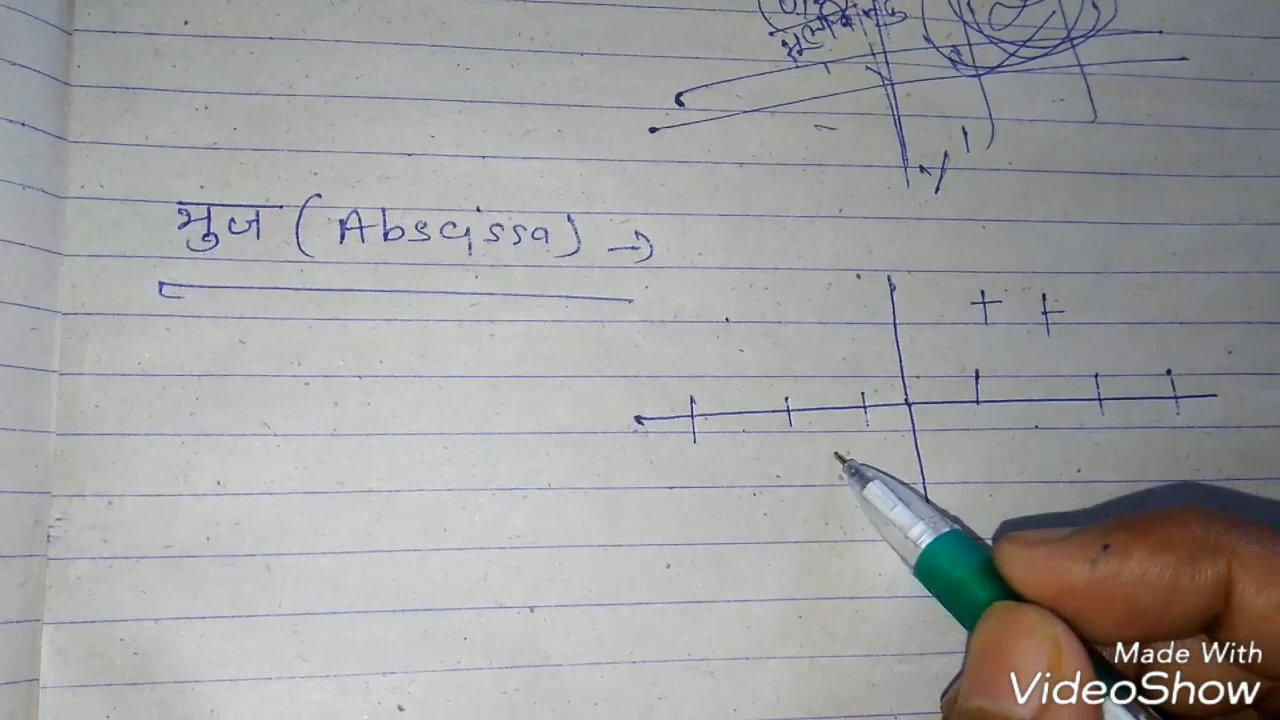 भुज (Abscissa) →
+ +
Made With
VideoShow